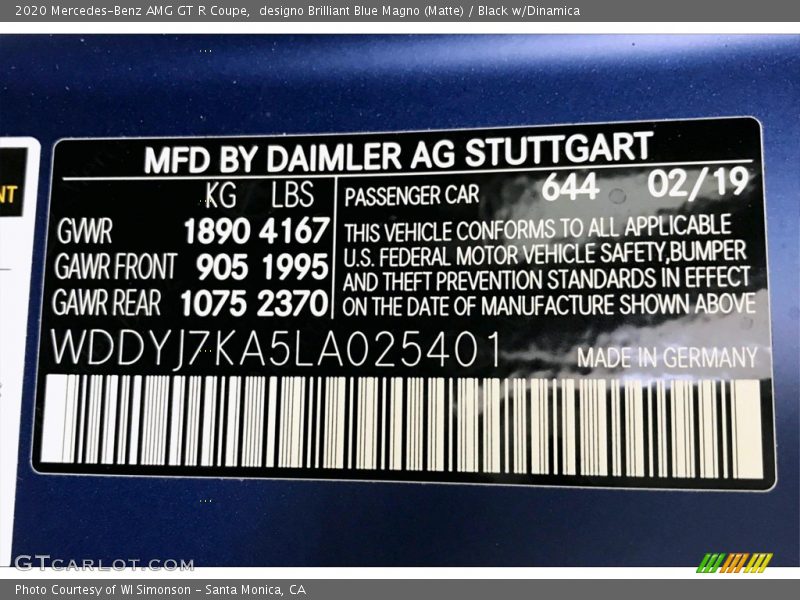 2020 Mercedes-Benz AMG GT R Coupe,  designo Brilliant Blue Magno (Matte) / Black w/Dinamica
NT
MFD BY DAIMLER AG STUTTGART
KG LBS
GWWR 1890 4167
GAWR FRONT 905 1995
GAWR REAR 1075 2370
PASSENGER CAR 644 02/19
THIS VEHICLE CONFORMS TO ALL APPLICABLE
U.S. FEDERAL MOTOR VEHICLE SAFETY,BUMPER
AND THEFT PREVENTION STANDARDS IN EFFECT
ON THE DATE OF MANUFACTURE SHOWN ABOVE
WDDYJ7KA5LA025401
MADE IN GERMANY
GTcarlot.com
Photo Courtesy of WI Simonson - Santa Monica, CA